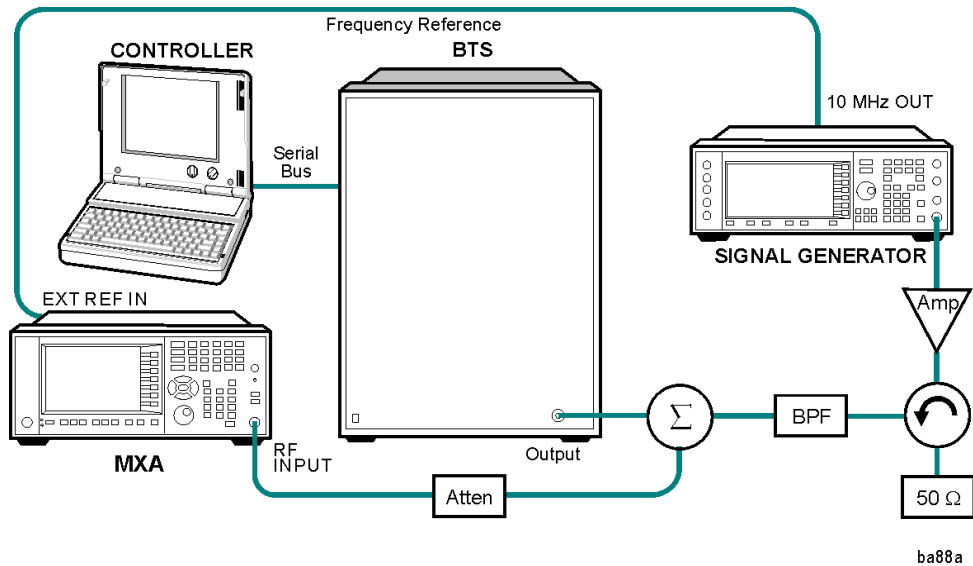 Frequency Reference
CONTROLLER
BTS
10 MHz OUT
Serial
Bus
SIGNAL GENERATOR
EXT REF IN
Amp
Σ
BPF
RF
INPUT
Output
MXA
Atten
50 Ω
ba88a